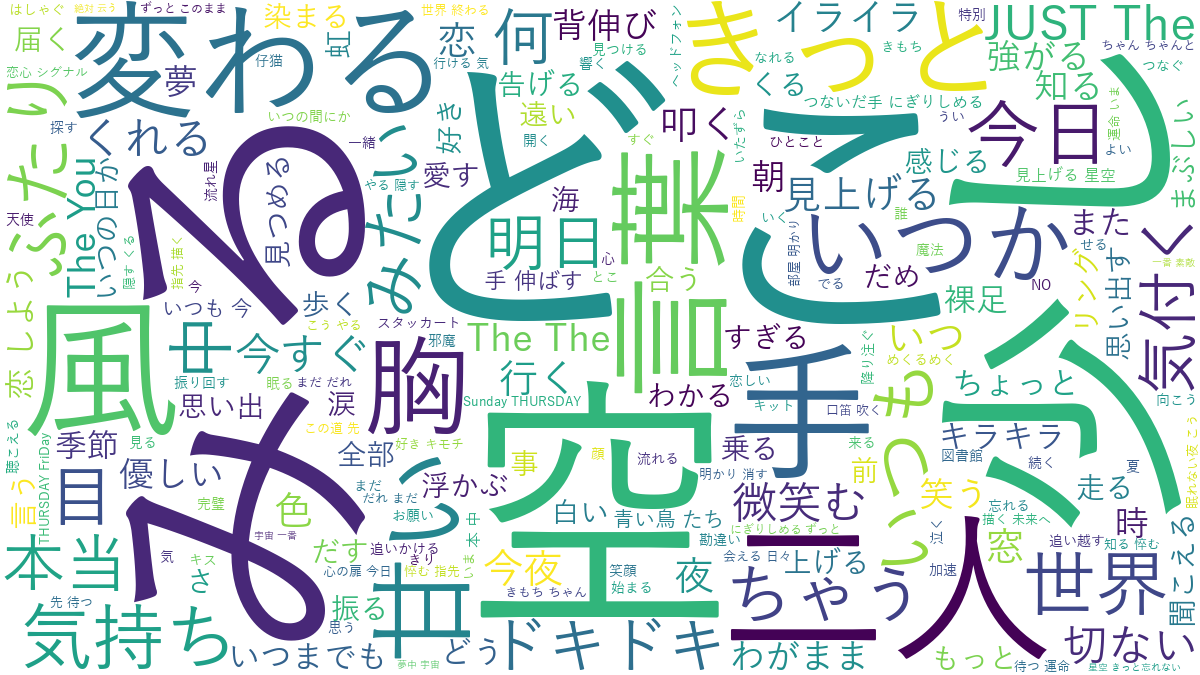 はしゃぐ
絶対 云う
ずっと このまま
世界 終わる
染まる
届く
虹
恋 何
背伸び
イライラ
特別
JUST The
恋心 シグナル
仔猫
夢
変わる
行ける 気
見つける
響く
ヘッドフォン
なれる
きもち
きっと
強がる
ちゃん ちゃんと
つなぐ
告げる
くる
知る
ふたり
探す
くれる
いつの間にか
遠い
叩く
つないだ手 にぎりしめる
うい
運命 いま
今日
好き
開く
すぐ
いたずら
ひとこと
よい
一緒
流れ星
見つめる
みたい
やる 隠す
愛す
ど
言葉
時間
朝
感じる
見上げる 星空
まぶしい
見上げる
The You
いつの日か
天使
隠す くる
指先 描く
る
海
明日
心
とこ
いく
誰
こ
いつか
また
せる
し
部屋 明かり
魔法
でる
だめ
NO
リング
思い出す
気付く
一番 素敵
今
いつも 今
歩く
手 伸ばす
合う
裸足
恋 しよう
こう やる
スタッカート
邪魔
The The
すぎる
降り注ぐ
いつ
めくるめく
風
今すぐ
胸
行く
わかる
恋しい
キット
手
いつも
ちょっと
向こう
振り回す
眠る
まだ だれ
Sunday THURSDAY
口笛 吹く
思い出
涙
この道 先
好き キモチ
空
聴こえる
THURSDAY FriDay
季節
見る
全部
事
顔
流れる
乗る
来る
キラキラ
図書館
続く
夏
眠れない夜 こう
目
優しい
まだ
だれ まだ
浮かぶ
明かり 消す
前
言う
完璧
色
み
お願い
甘い
白い
青い鳥 たち
微笑む
にぎりしめる ずっと
笑う
走る
忘れる
描く 未来へ
本当
宇宙 一番
だす
追いかける
きり
いま
本 中
勘違い
会える 日々
泣く
人
窓
時
追い越す
知る 悴む
聞こえる
気
キス
さ
心の扉 今日
悴む 指先
今夜
笑顔
始まる
夜
上げる
加速
世界
先 待つ
気持ち
振る
思う
きもち ちゃん
ちゃう
いつまでも
夢中 宇宙
どう
ドキドキ
わがまま
もっと
待つ 運命
切ない
星空 きっと忘れない